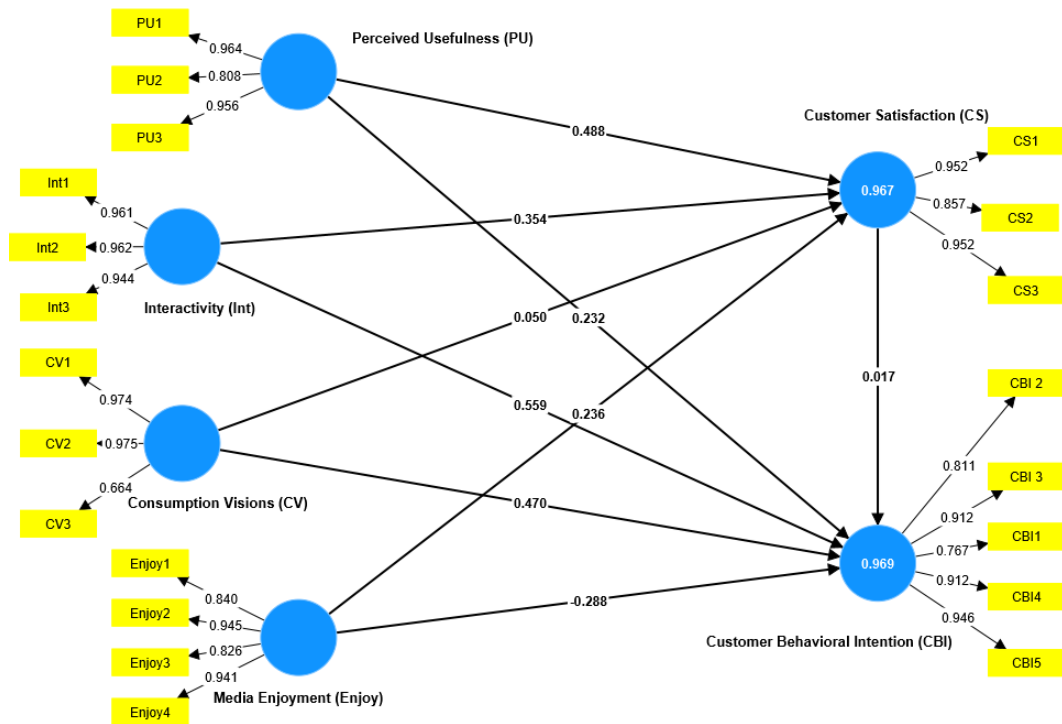 PU1
0.964
PU2
0.808
PU3
0.956
Perceived Usefulness (PU)
Int1
0.961
Int2
0.962
Int3
0.944
Interactivity (Int)
CV1
0.974
CV2
0.975
CV3
0.664
Consumption Visions (CV)
Enjoy1
0.840
Enjoy2
0.945
Enjoy3
0.826
Enjoy4
0.941
Media Enjoyment (Enjoy)
0.488
0.354
0.050
0.232
0.559
0.236
0.470
-0.288
0.017
Customer Satisfaction (CS)
0.967
CS1
0.952
CS2
0.857
CS3
0.952
CBI 2
0.811
CBI 3
0.912
CBI1
0.767
CBI4
0.912
CBI5
0.946
0.969
Customer Behavioral Intention (CBI)